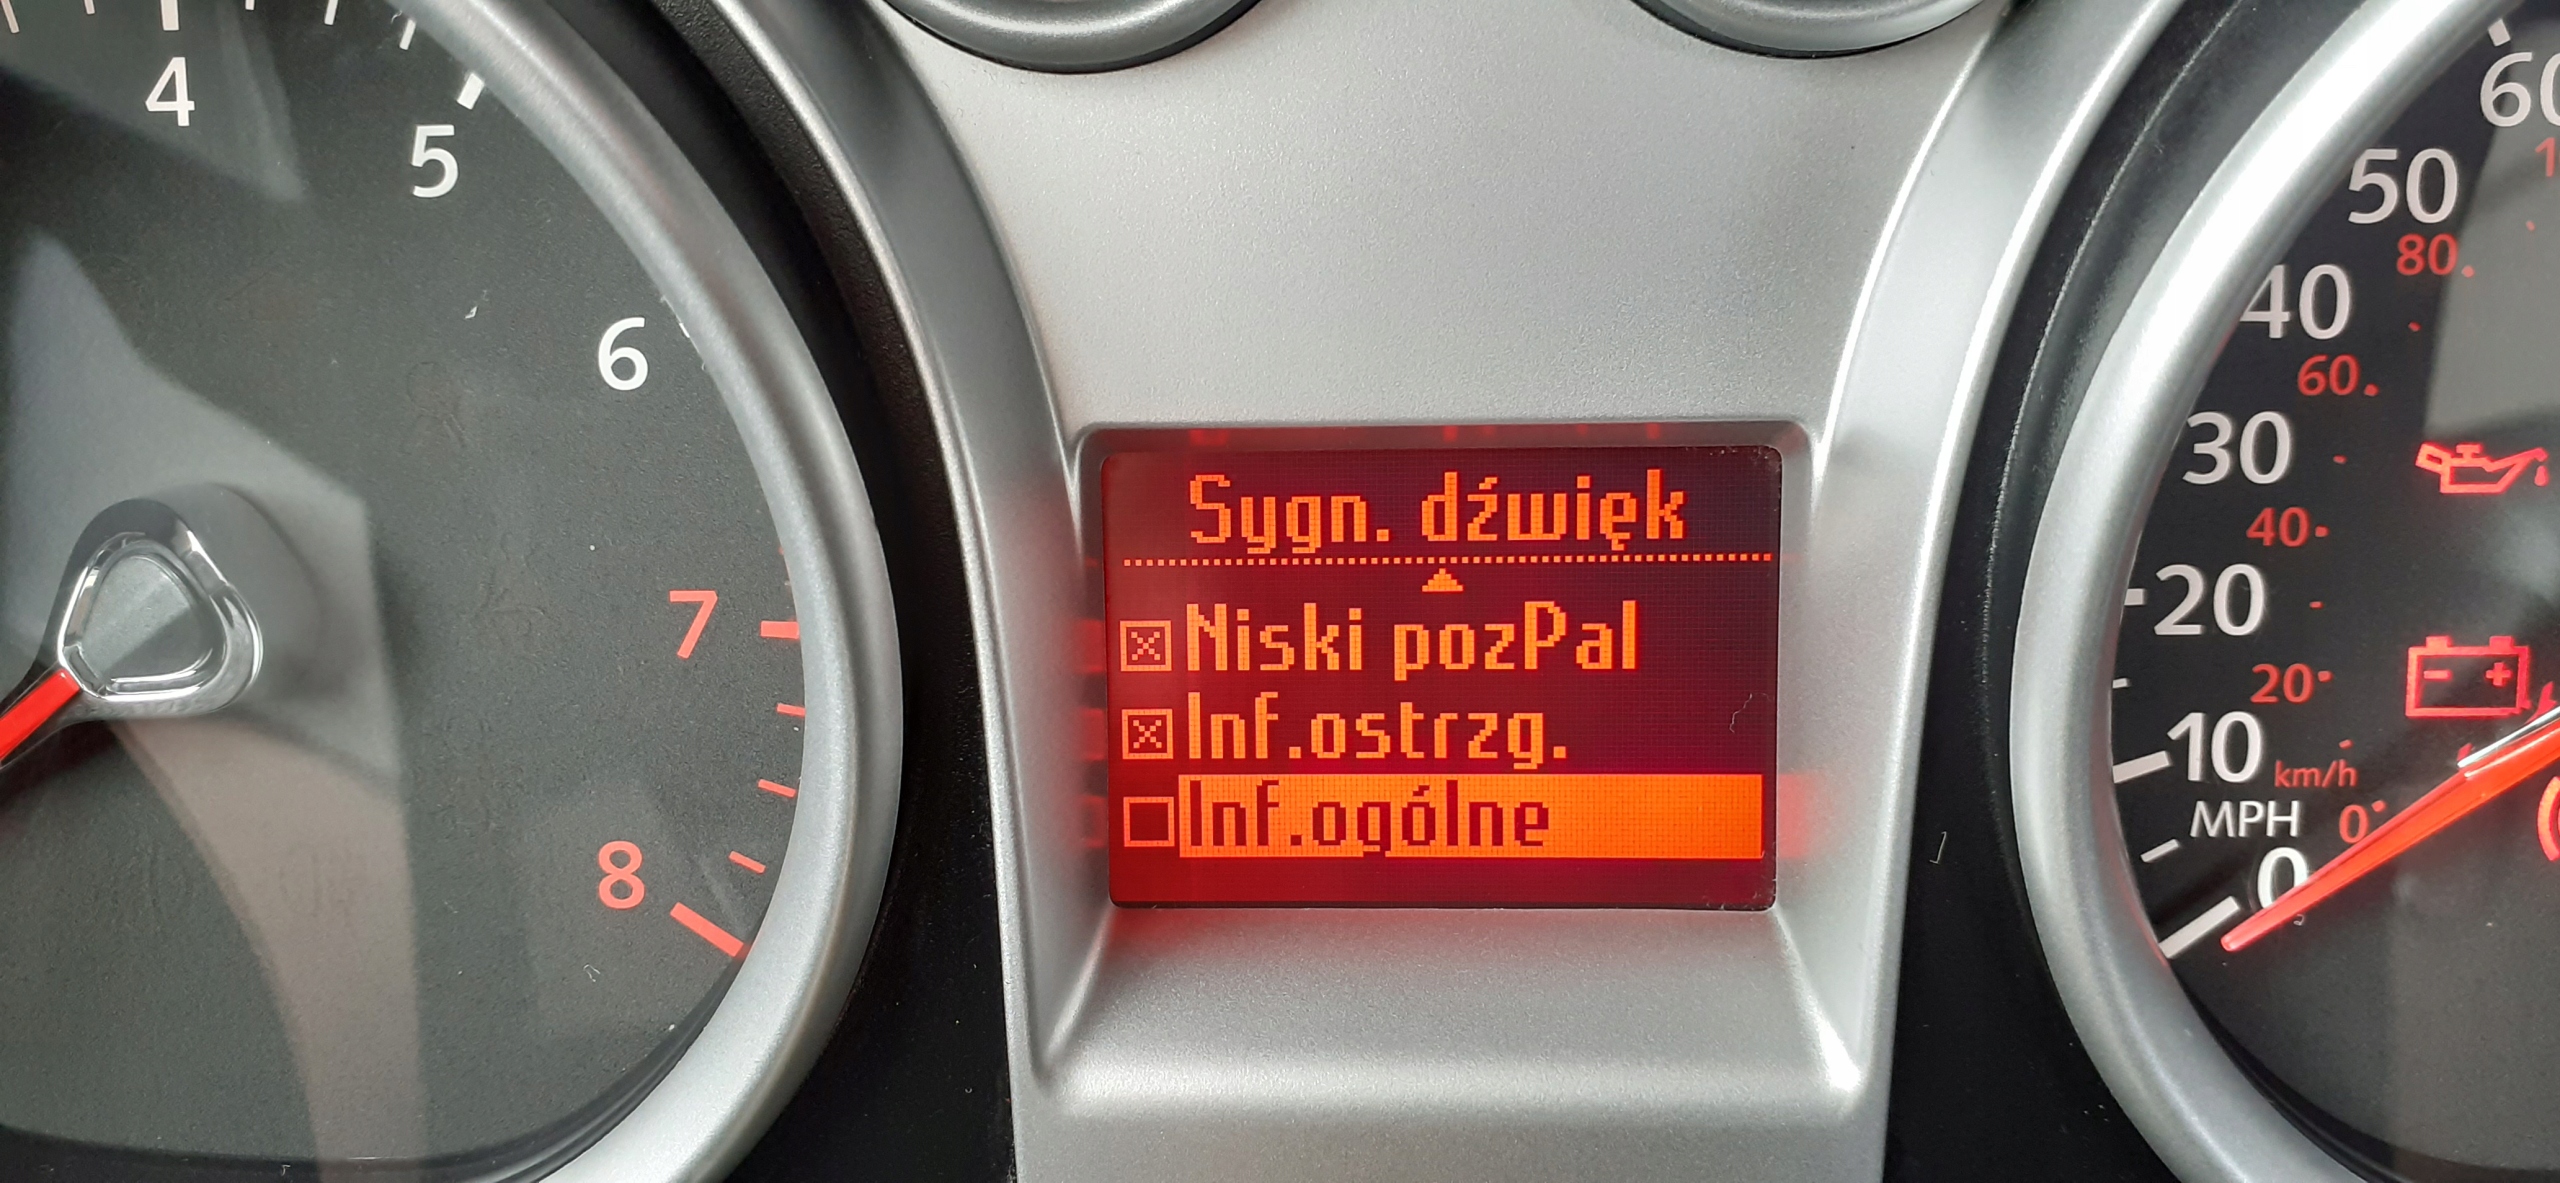 4
5
6
7
8
Sygn. dźwięk
Niski pozPal
Inf.ostrzg.
Inf.ogólne
60
50
80
40
60
30
40
20
20
10
km/h
MPH
0
0